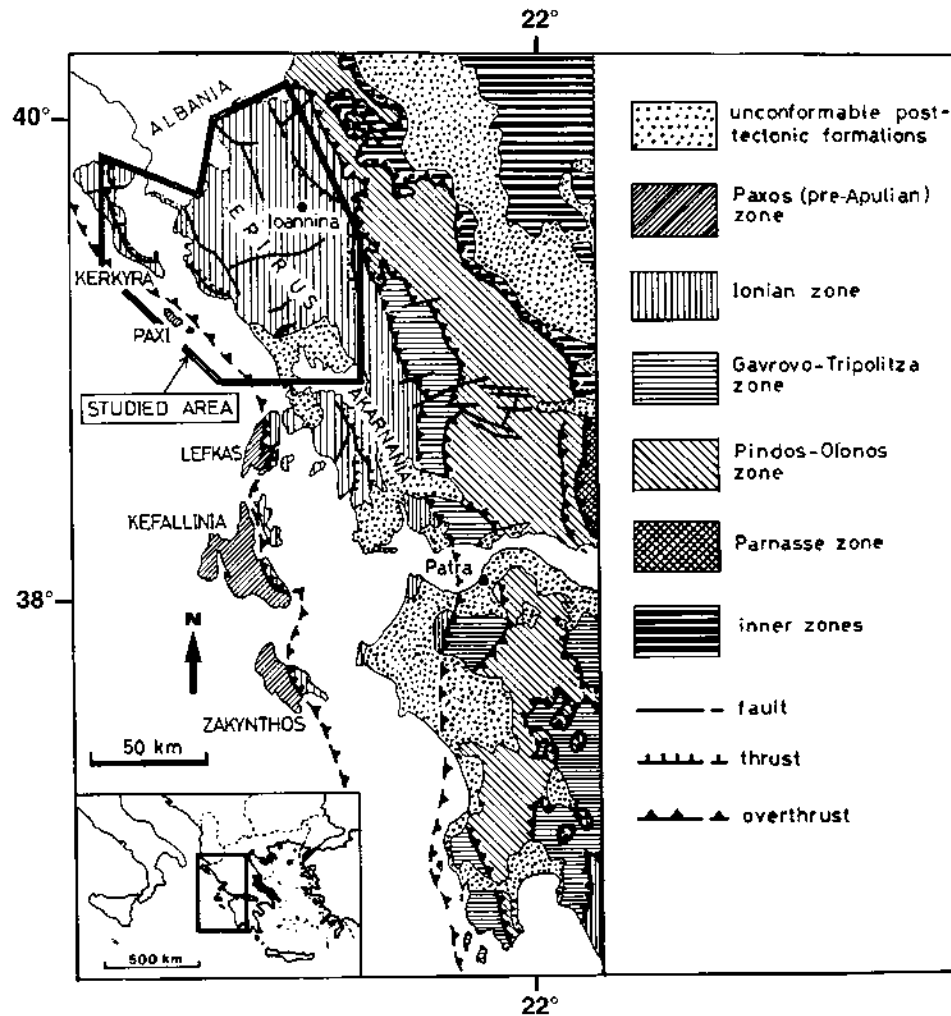 22°
40°
38°
ALBANIA
EPIRUS
Ioannina
KERKYRA
PAXI
STUDIED AREA
AKARNANIA
LEFKAS
KEFALLINIA
Patra
N
ZAKYNTHOS
50 km
500 km
22°
unconformable post-
tectonic formations
Paxos (pre-Apulian)
zone
Ionian zone
Gavrovo-Tripolitza
zone
Pindos-Olonos
zone
Parnasse zone
inner zones
fault
thrust
overthrust